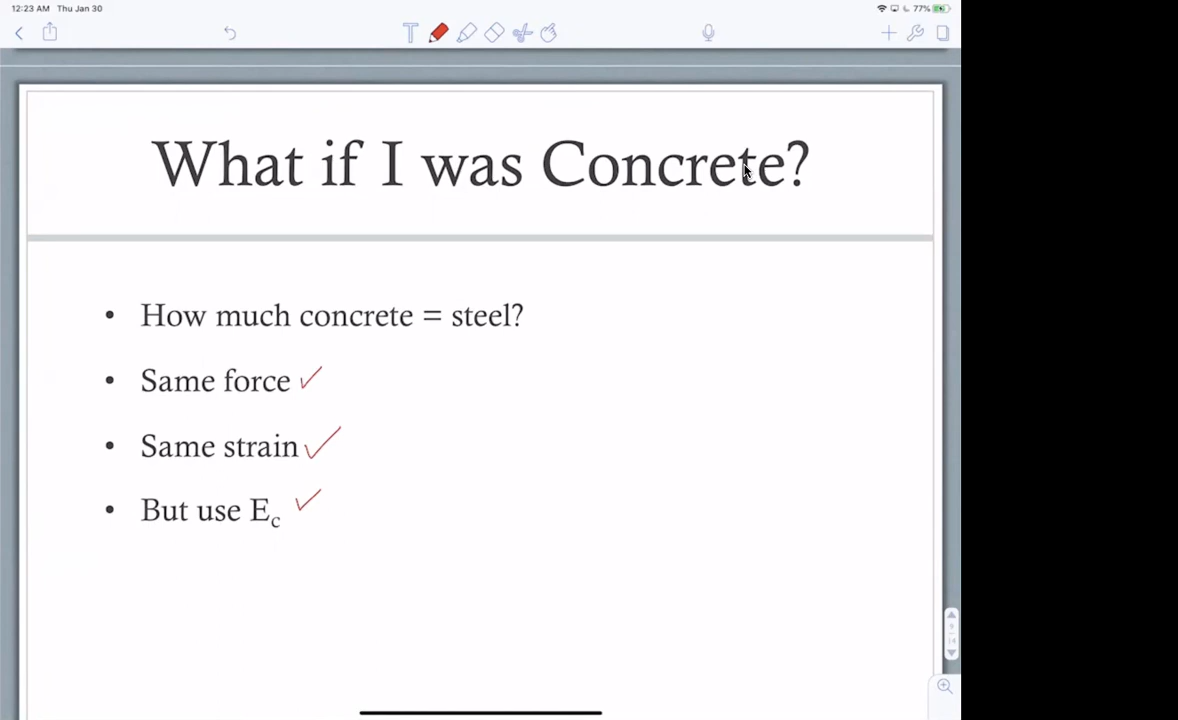 12:23 AM Thu Jan 30
77%
What if I was Concrete?
• How much concrete = steel?
• Same force
• Same strain
• But use Ec